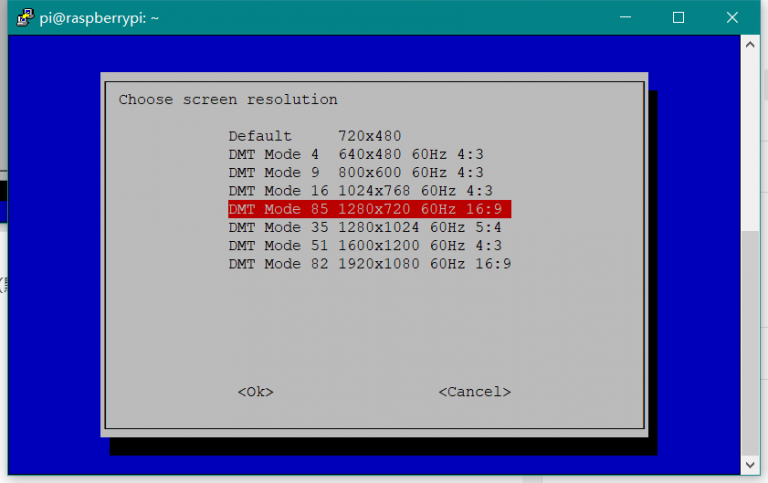 pi@raspberrypi: ~
Choose screen resolution
Default 720x480
DMT Mode 4 640x480 60Hz 4:3
DMT Mode 9 800x600 60Hz 4:3
DMT Mode 16 1024x768 60Hz 4:3
DMT Mode 85 1280x720 60Hz 16:9
DMT Mode 35 1280x1024 60Hz 5:4
DMT Mode 51 1600x1200 60Hz 4:3
DMT Mode 82 1920x1080 60Hz 16:9
<Ok> <Cancel>